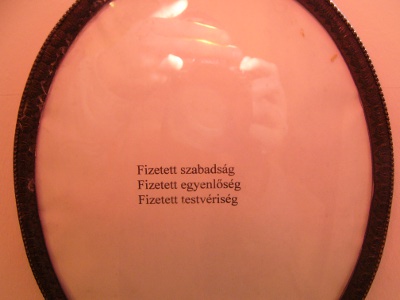 Fizetett szabadság
Fizetett egyenlőség
Fizetett testvériség